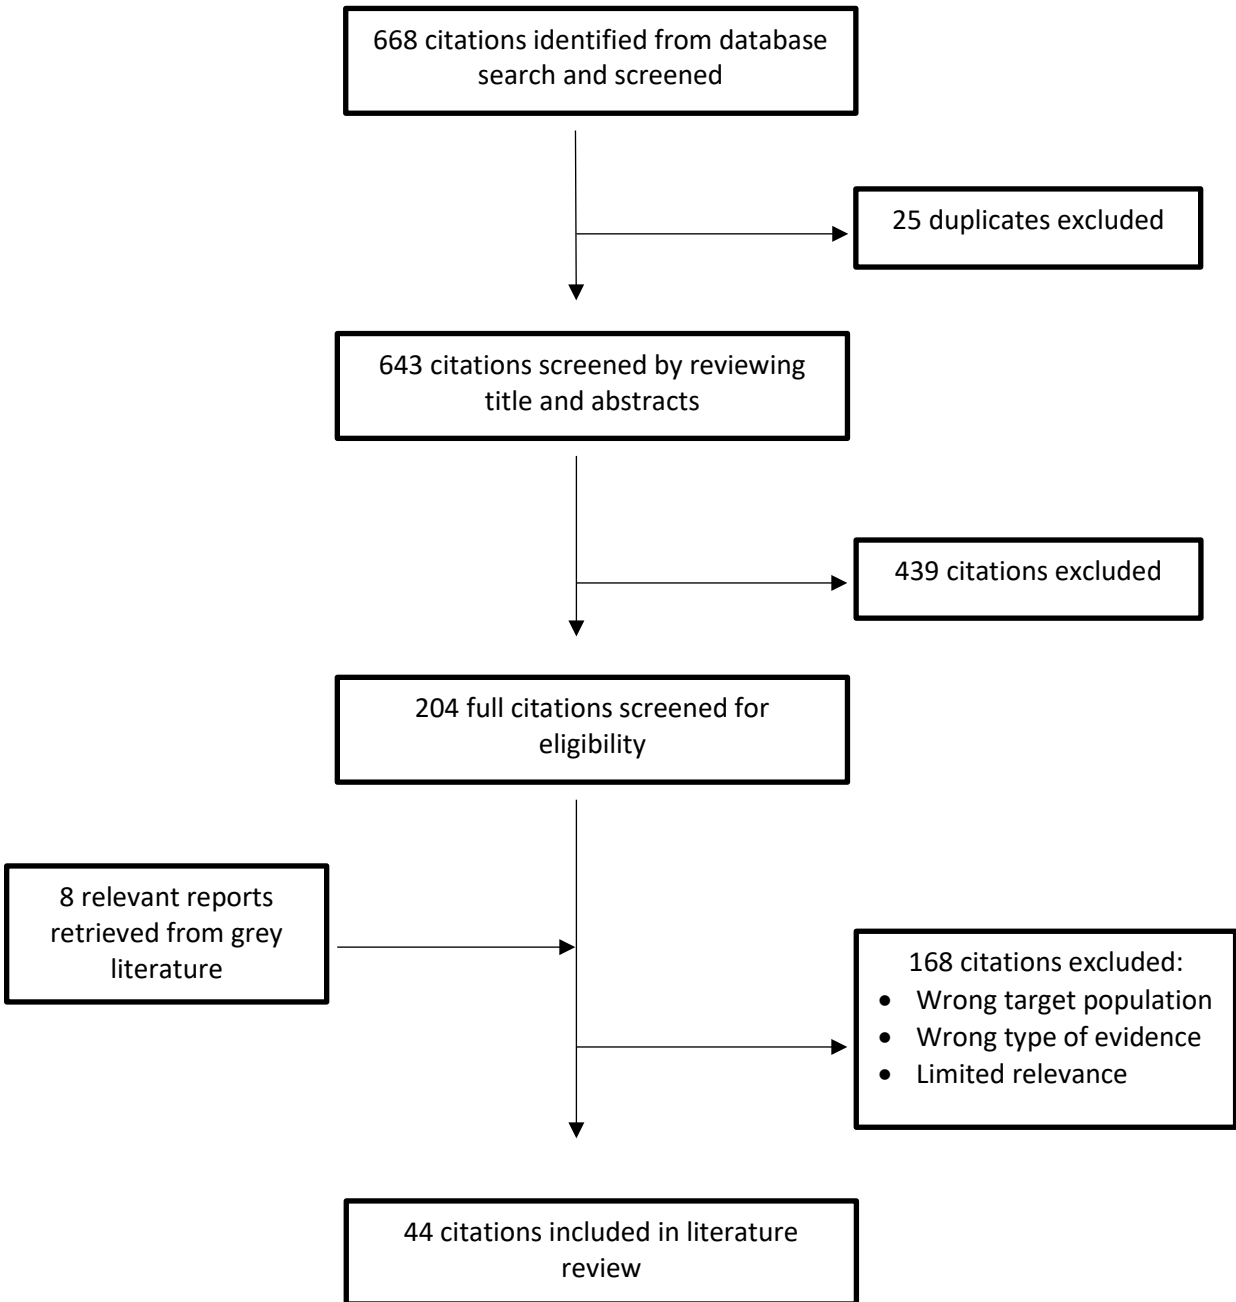 668 citations identified from database
search and screened
25 duplicates excluded
643 citations screened by reviewing
title and abstracts
439 citations excluded
204 full citations screened for
eligibility
8 relevant reports
retrieved from grey
literature
168 citations excluded:
• Wrong target population
• Wrong type of evidence
• Limited relevance
44 citations included in literature
review